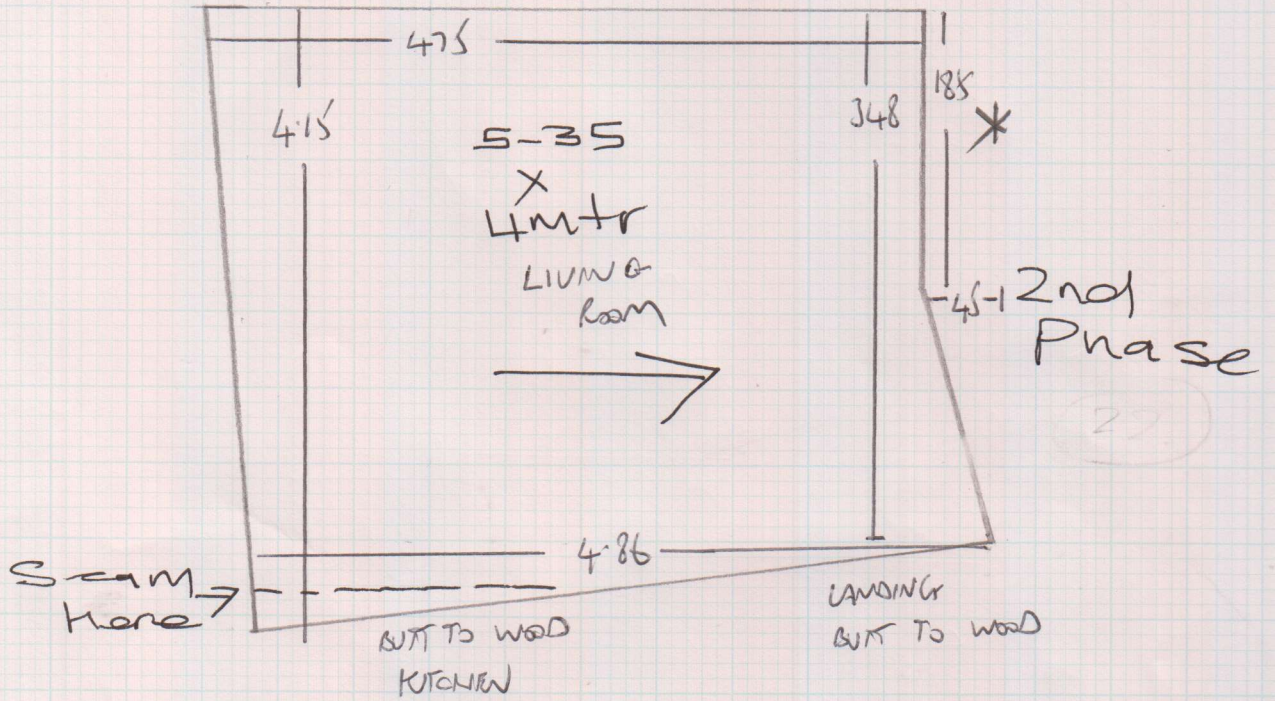 475
185
4.15
348
5-35
x
4mtr
LIVING
Room
-45-1
2nd
Phase
4.86
Seam
Here
LANDING
BUTT TO WOOD
BUTT TO WOOD
KITCHEN